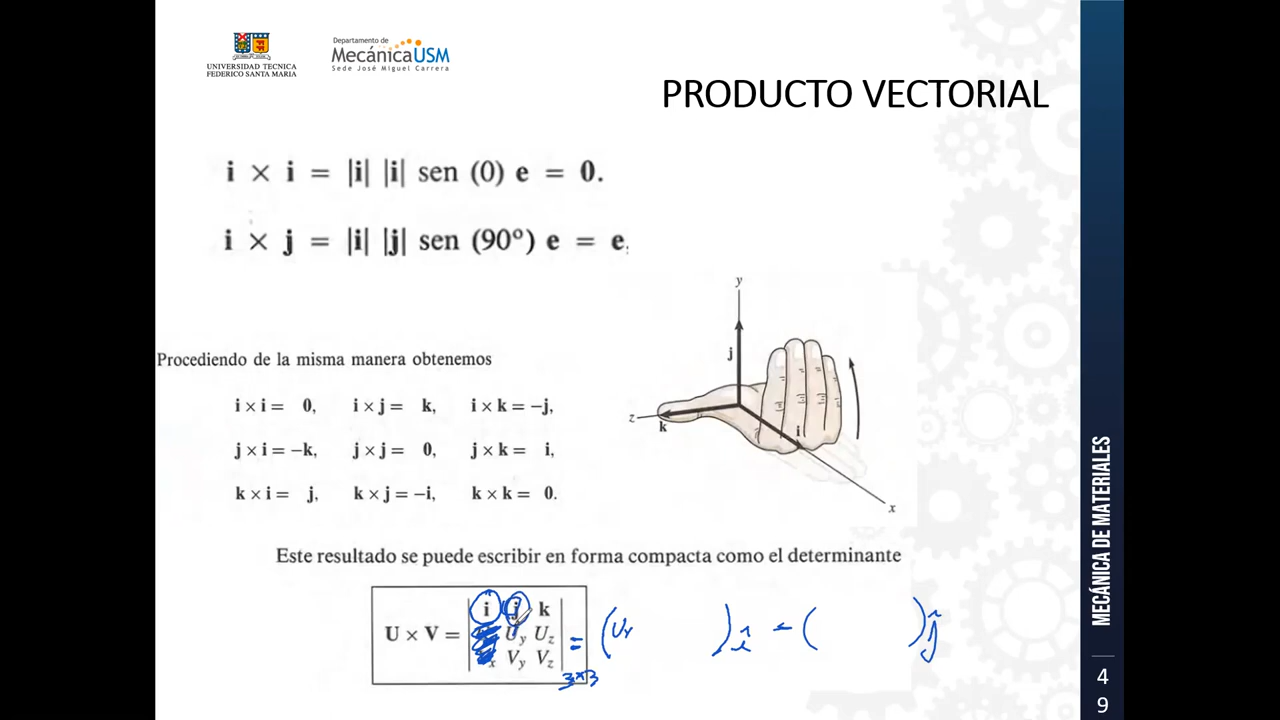 UNIVERSIDAD TECNICA
FEDERICO SANTA MARIA
Departamento de
MecánicaUSM
Sede José Miguel Carrera
PRODUCTO VECTORIAL
i × i = |i| |i| sen (0) e = 0.
i × j = |i| |j| sen (90°) e = e.
Procediendo de la misma manera obtenemos
i × i = 0, i × j = k, i × k = −j,
j × i = −k, j × j = 0, j × k = i,
k × i = j, k × j = −i, k × k = 0.
y
j
z
k
i
x
Este resultado se puede escribir en forma compacta como el determinante
i j k
U × V = U_y U_z = ( ) î - ( ) ĵ
x V_y V_z
3×3
MECÁNICA DE MATERIALES
4
9